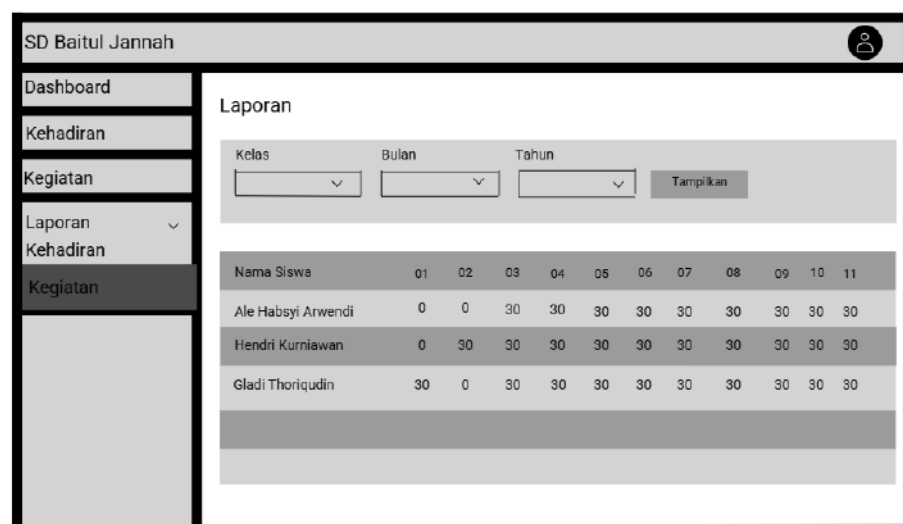 SD Baitul Jannah
Dashboard
Kehadiran
Kegiatan
Laporan
Kehadiran
Kegiatan
Laporan
Kelas Bulan Tahun
Tampilkan
Nama Siswa 01 02 03 04 05 06 07 08 09 10 11
Ale Habsyi Arwendi 0 0 30 30 30 30 30 30 30 30 30
Hendri Kurniawan 0 30 30 30 30 30 30 30 30 30 30
Gladi Thoriqudin 30 0 30 30 30 30 30 30 30 30 30